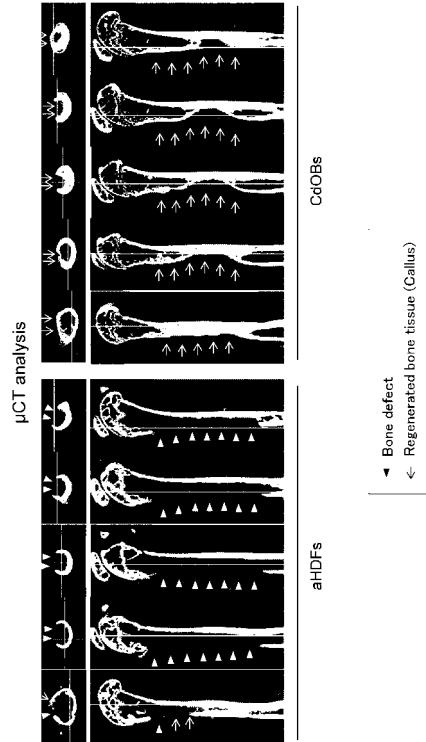 μCT analysis
aHDFs
CdOBs
Bone defect
Regenerated bone tissue (Callus)